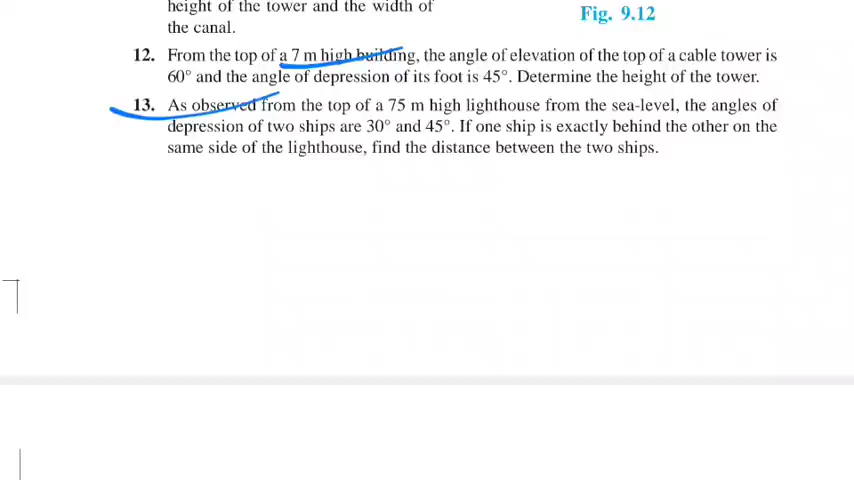 height of the tower and the width of
the canal.
Fig. 9.12
12. From the top of a 7 m high building, the angle of elevation of the top of a cable tower is
60° and the angle of depression of its foot is 45°. Determine the height of the tower.
13. As observed from the top of a 75 m high lighthouse from the sea-level, the angles of
depression of two ships are 30° and 45°. If one ship is exactly behind the other on the
same side of the lighthouse, find the distance between the two ships.